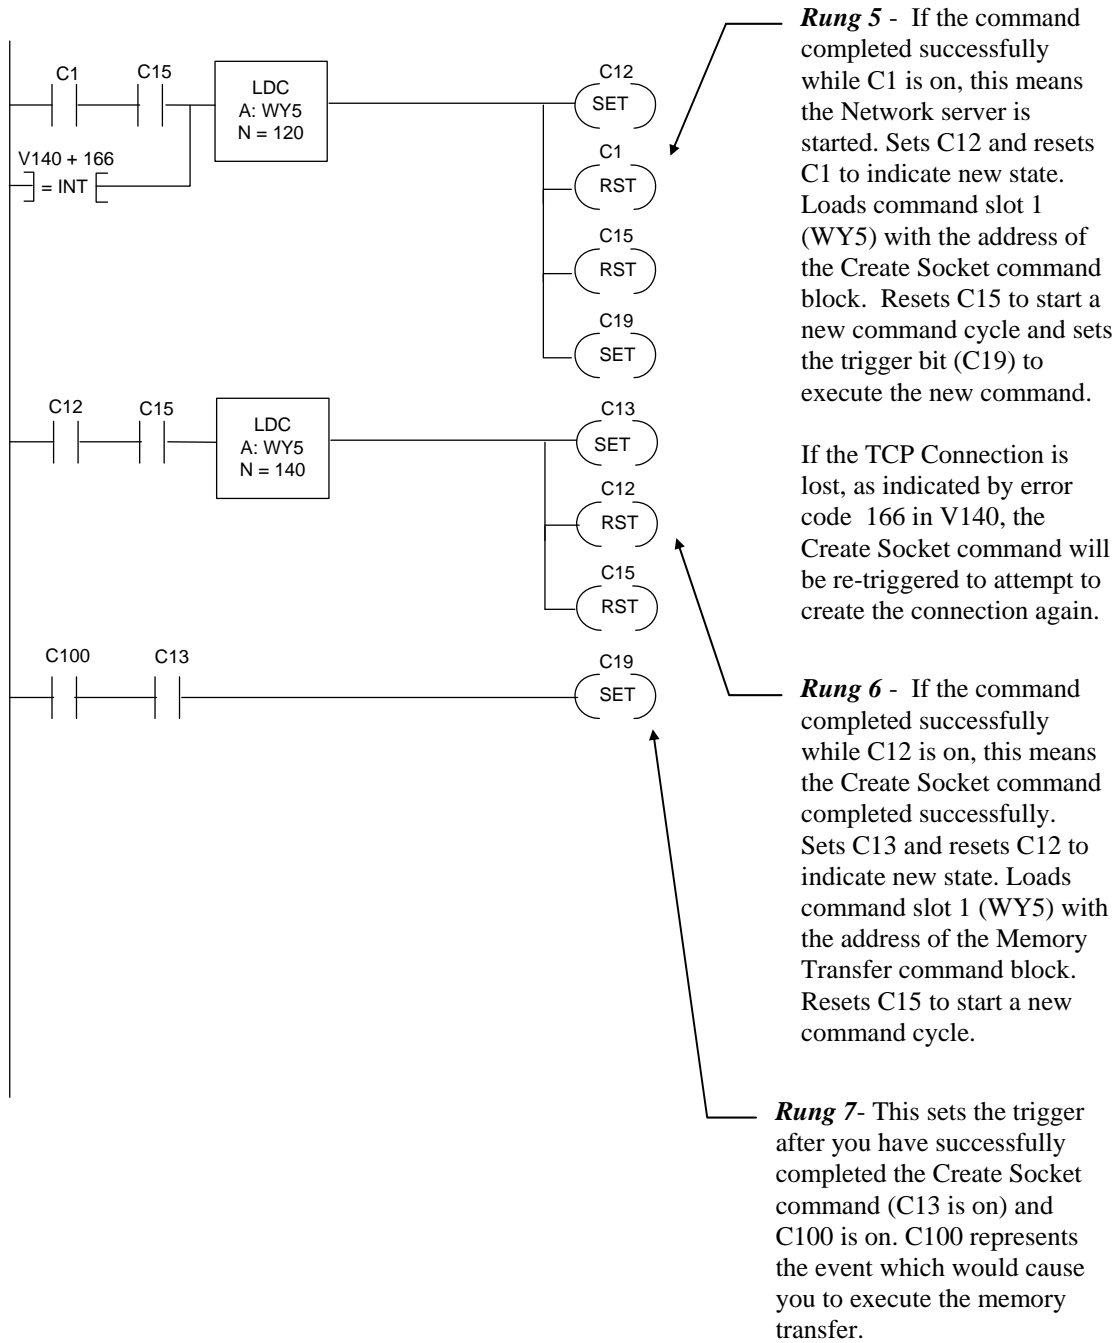 C1 C15
LDC
A: WY5
N = 120
V140 + 166
= INT
C12
SET
C1
RST
C15
RST
C19
SET
C12 C15
LDC
A: WY5
N = 140
C13
SET
C12
RST
C15
RST
C100 C13
C19
SET
Rung 5 - If the command
completed successfully
while C1 is on, this means
the Network server is
started. Sets C12 and resets
C1 to indicate new state.
Loads command slot 1
(WY5) with the address of
the Create Socket command
block. Resets C15 to start a
new command cycle and sets
the trigger bit (C19) to
execute the new command.
If the TCP Connection is
lost, as indicated by error
code 166 in V140, the
Create Socket command will
be re-triggered to attempt to
create the connection again.
Rung 6 - If the command
completed successfully
while C12 is on, this means
the Create Socket command
completed successfully.
Sets C13 and resets C12 to
indicate new state. Loads
command slot 1 (WY5) with
the address of the Memory
Transfer command block.
Resets C15 to start a new
command cycle.
Rung 7- This sets the trigger
after you have successfully
completed the Create Socket
command (C13 is on) and
C100 is on. C100 represents
the event which would cause
you to execute the memory
transfer.